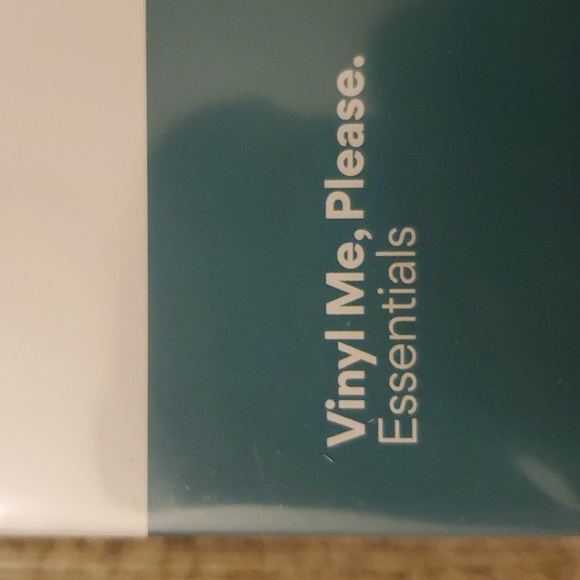 Vinyl Me, Please.
Essentials